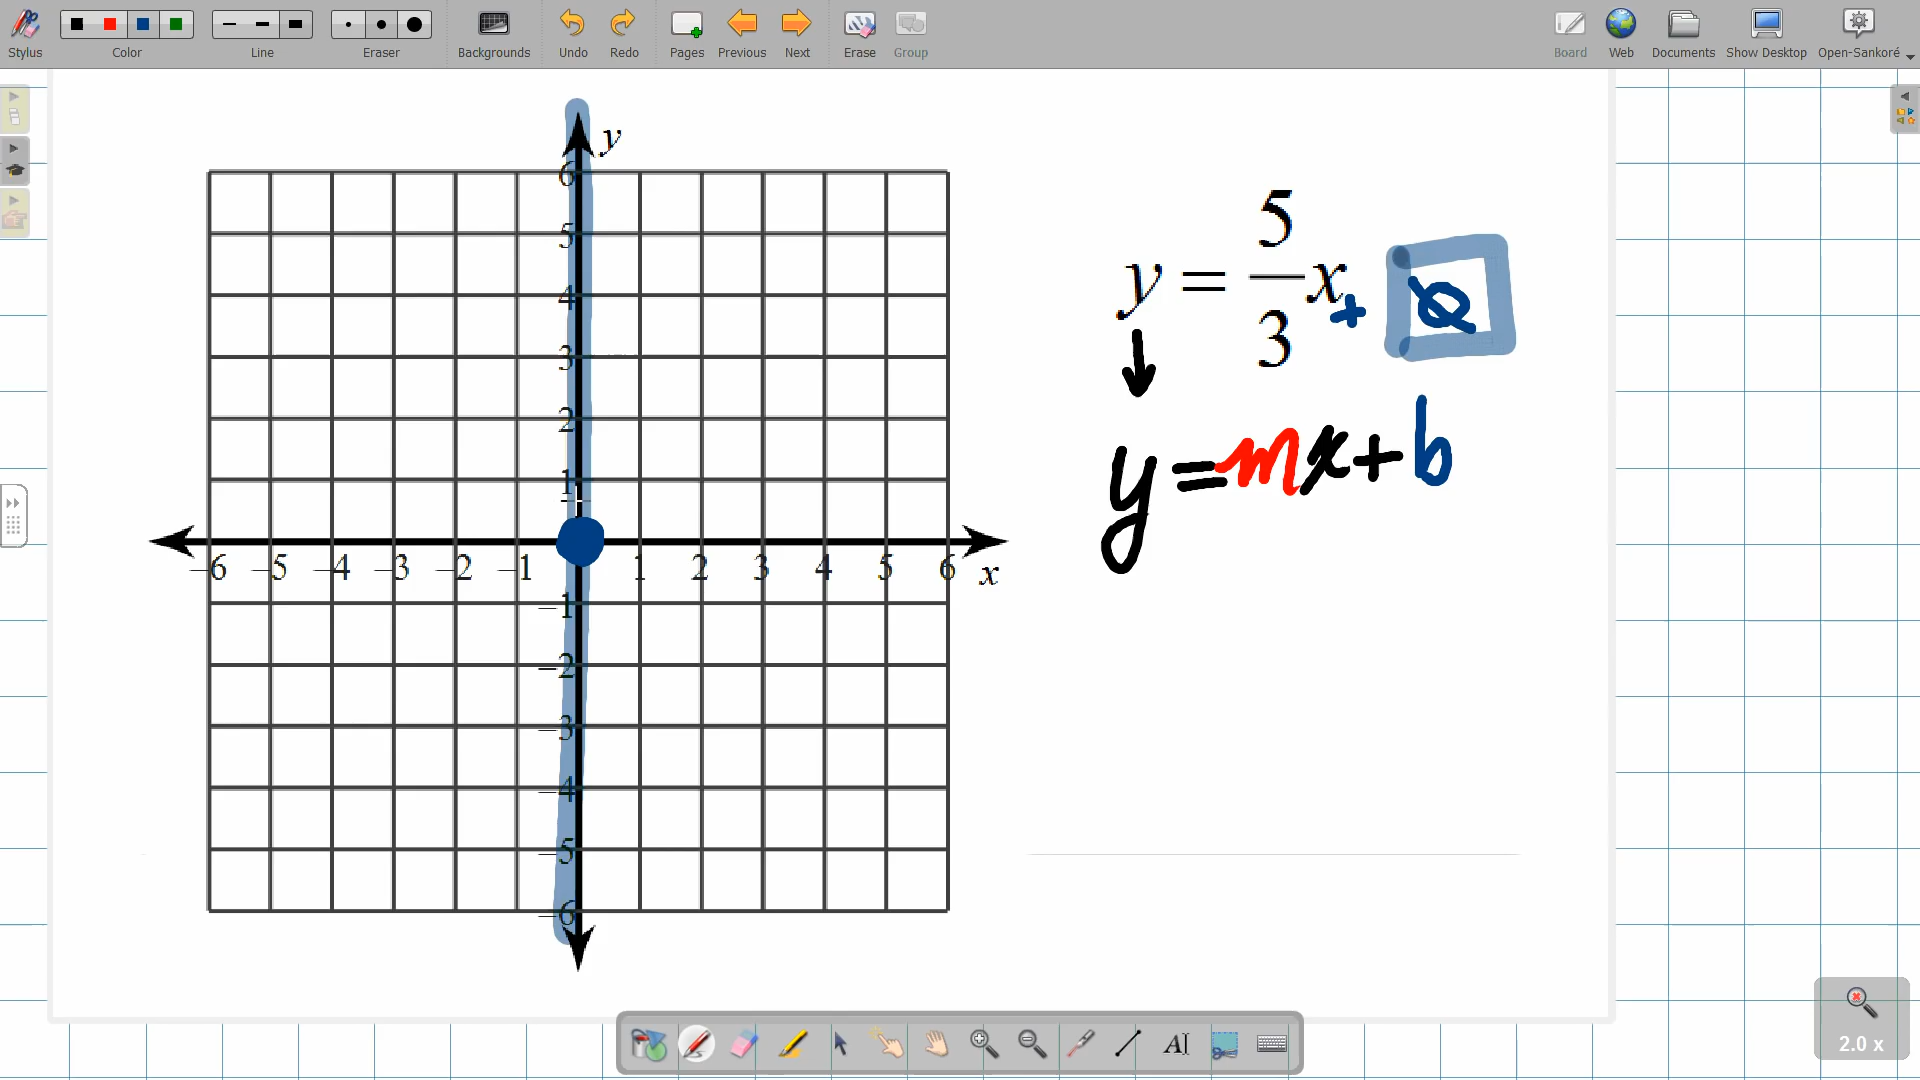 Stylus Color Line Eraser Backgrounds Undo Redo Pages Previous Next Erase Group Board Web Documents Show Desktop Open-Sankoré
y
6
5
4
3
2
1
–6 –5 –4 –3 –2 –1 1 2 3 4 5 6 x
–1
–2
–3
–4
–5
–6
y = 5/3 x + 0
y = mx + b
AI
2.0 x